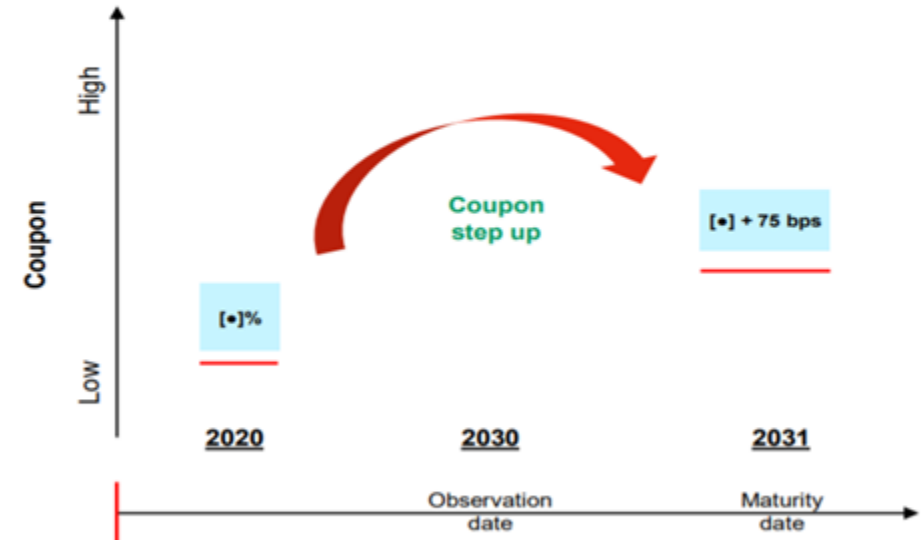 High
Coupon
Low
Coupon
step up
[●] + 75 bps
[●]%
2020
2030
2031
Observation
date
Maturity
date